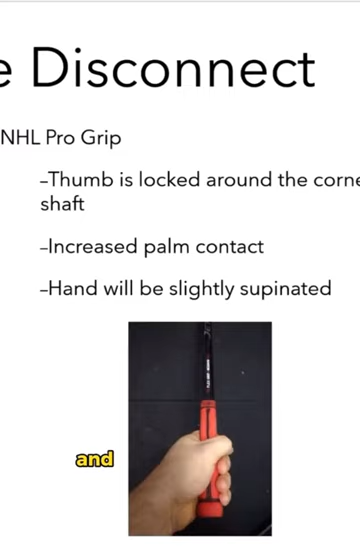 e Disconnect
NHL Pro Grip
–Thumb is locked around the corne
shaft
–Increased palm contact
–Hand will be slightly supinated
and